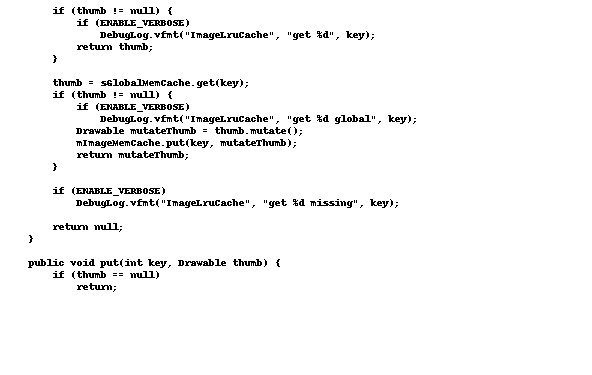 if (thumb != null) {
if (ENABLE_VERBOSE)
DebugLog.vfmt("ImageLruCache", "get %d", key);
return thumb;
}
thumb = sGlobalMemCache.get(key);
if (thumb != null) {
if (ENABLE_VERBOSE)
DebugLog.vfmt("ImageLruCache", "get %d global", key);
Drawable mutateThumb = thumb.mutate();
mImageMemCache.put(key, mutateThumb);
return mutateThumb;
}
if (ENABLE_VERBOSE)
DebugLog.vfmt("ImageLruCache", "get %d missing", key);
return null;
}
public void put(int key, Drawable thumb) {
if (thumb == null)
return;